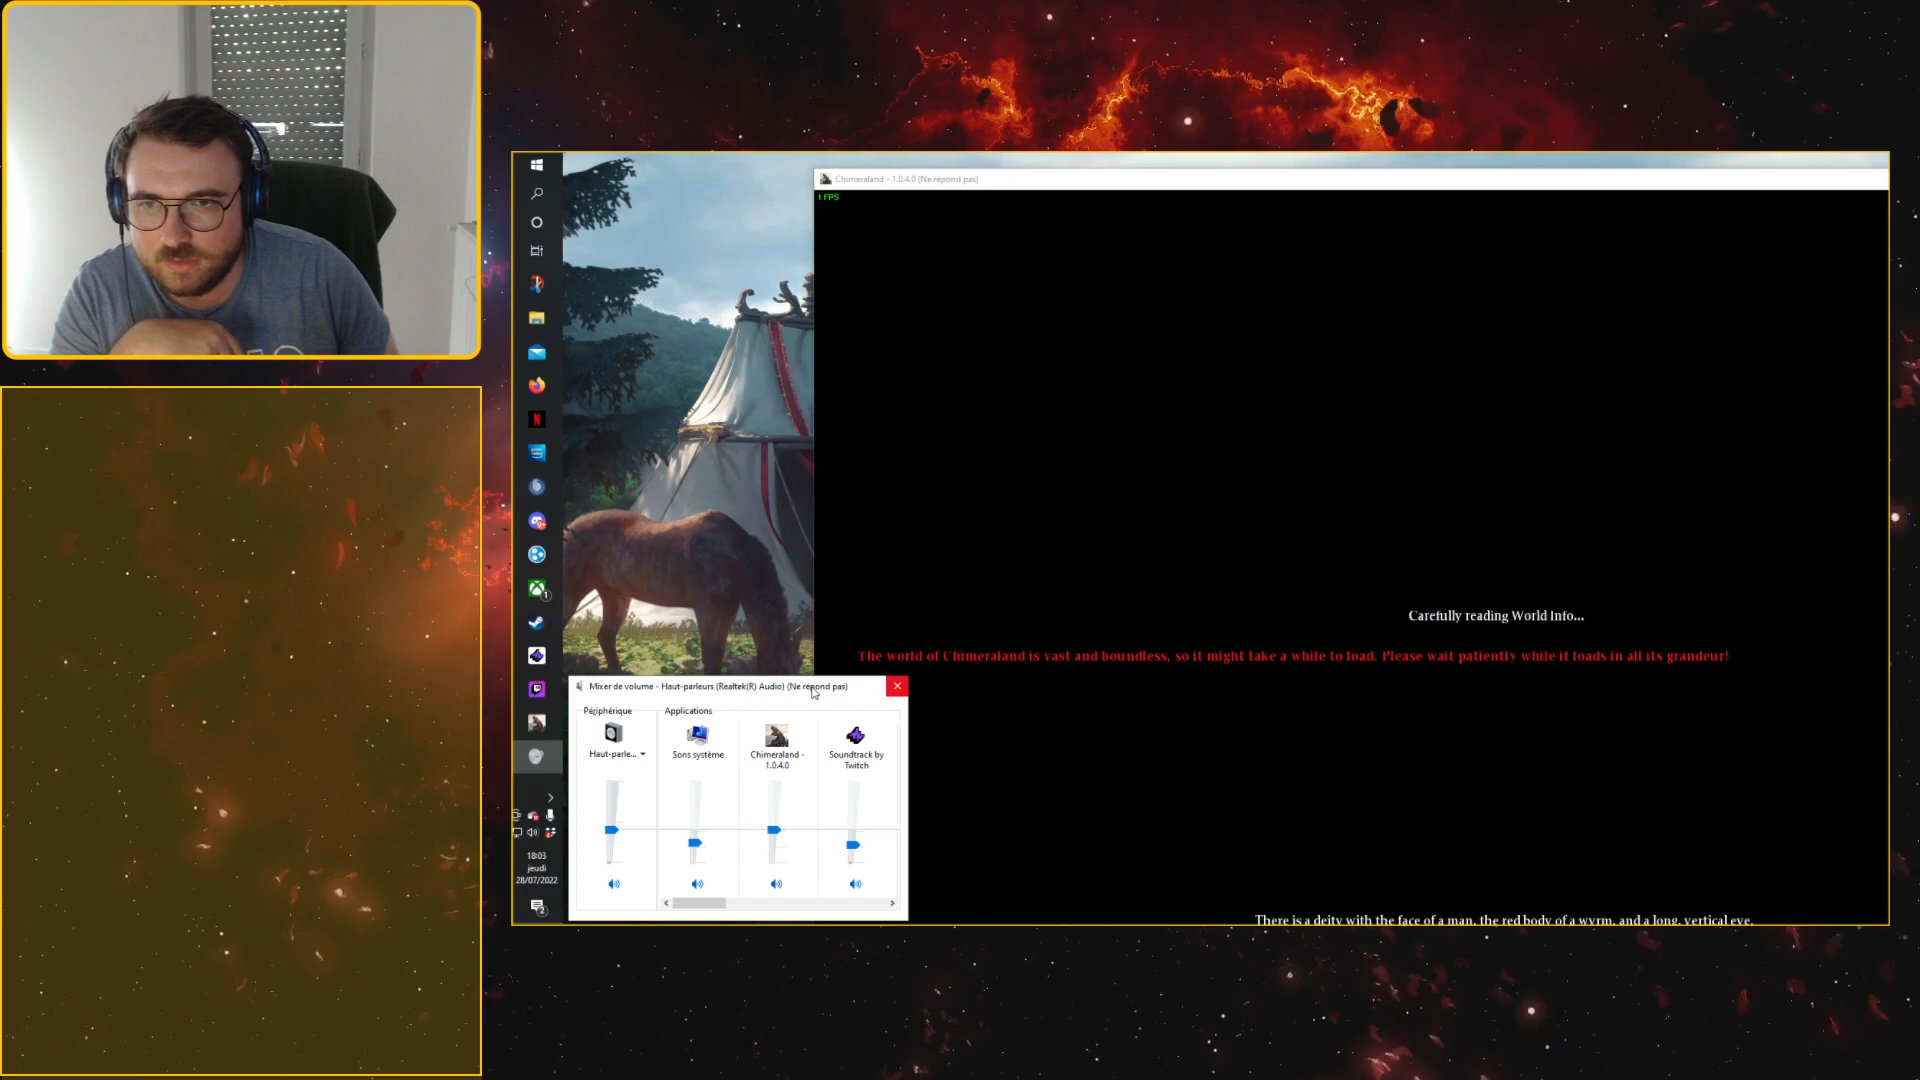 Chimeraland - 1.0.4.0 (Ne répond pas)
1 FPS
Carefully reading World Info...
The world of Chimeraland is vast and boundless, so it might take a while to load. Please wait patiently while it loads in all its grandeur!
Mixer de volume - Haut-parleurs (Realtek(R) Audio) (Ne répond pas)
Périphérique
Applications
Haut-parle...
Sons système
Chimeraland -
1.0.4.0
Soundtrack by
Twitch
18:03
jeudi
28/07/2022
There is a deity with the face of a man, the red body of a wyrm, and a long, vertical eye.